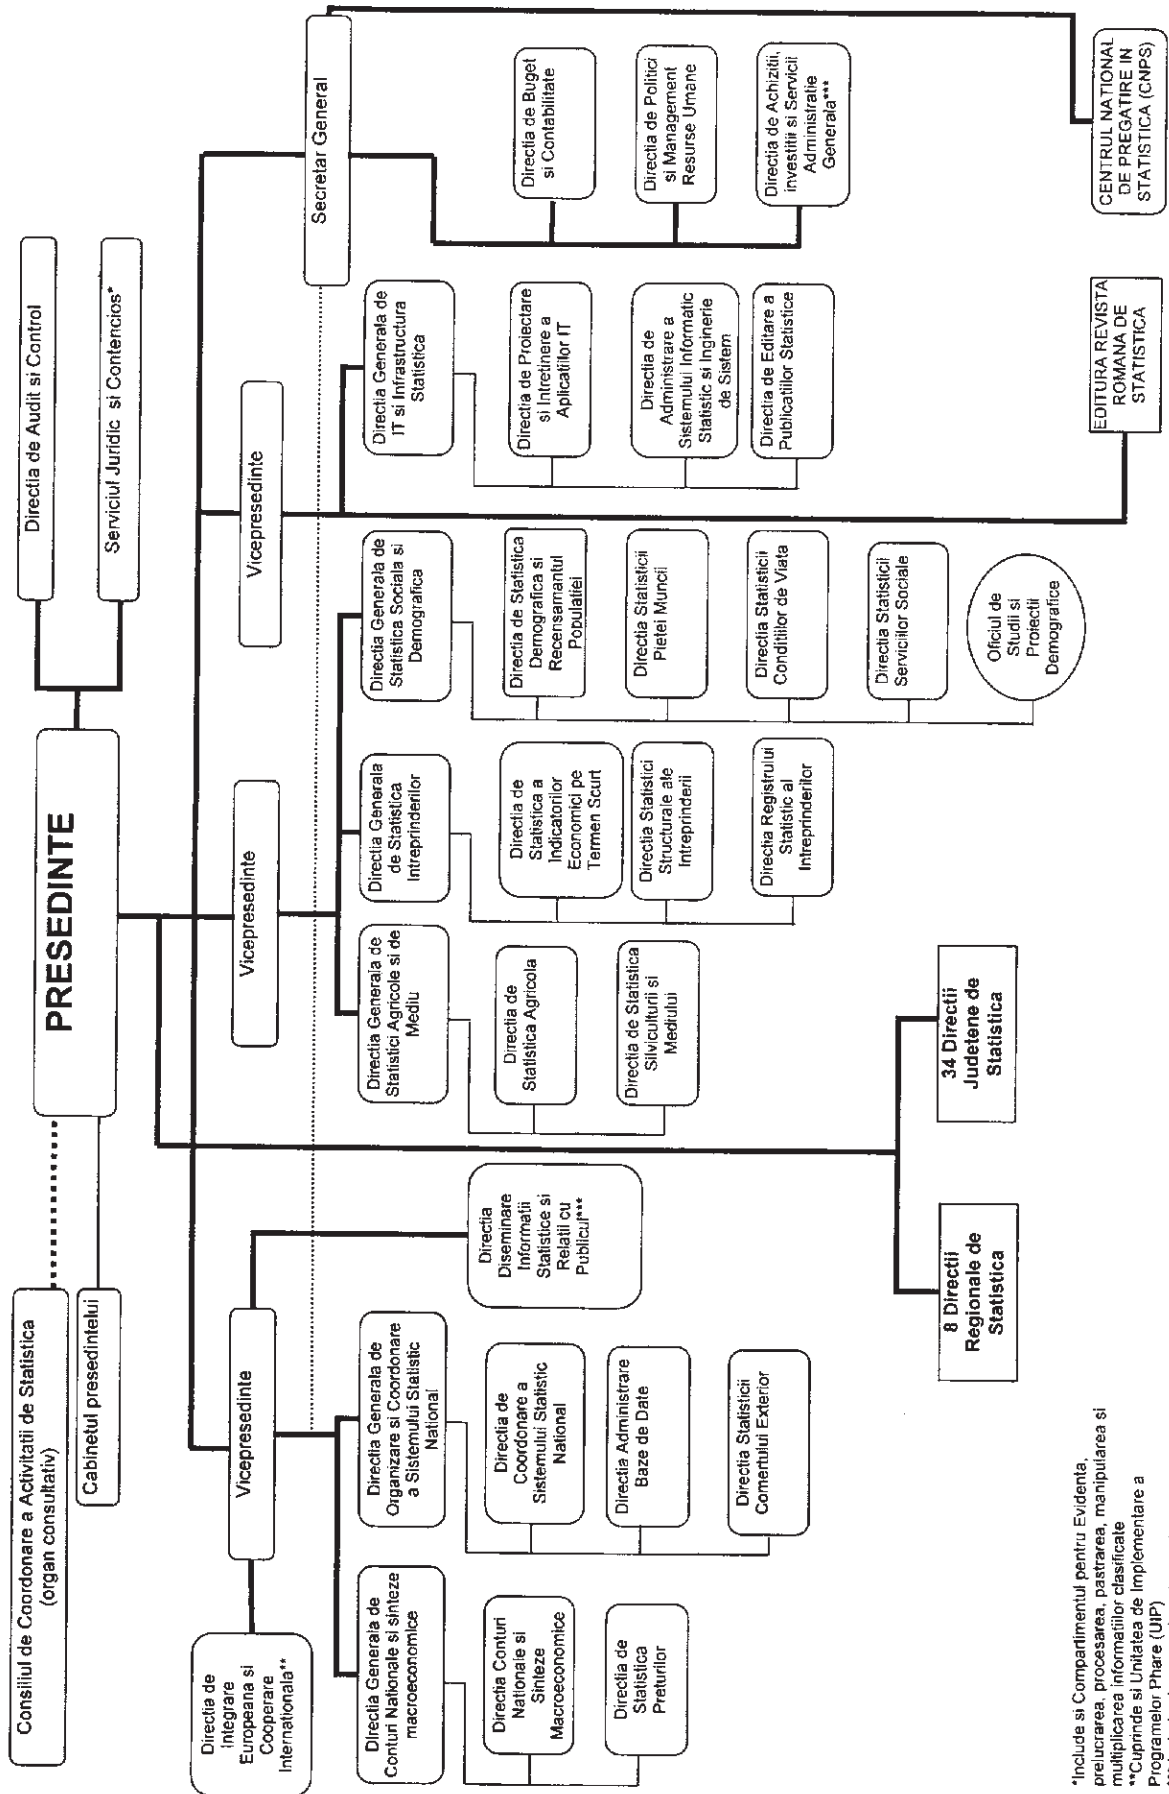 Consiliul de Coordonare a Activitatii de Statistica
(organ consultativ)
Cabinetul presedintelui
PRESEDINTE
Directia de Audit si Control
Serviciul Juridic si Contencios*
Directia de
Integrare
Europeana si
Cooperare
Internationala**
Vicepresedinte
Vicepresedinte
Vicepresedinte
Secretar General
Directia Generala de
Conturi Nationale si sinteze
macroeconomice
Directia Generala de
Organizare si Coordonare
a Sistemului Statistic
National
Directia
Diseminare
Informatii
Statistice si
Relatii cu
Publicul***
Directia Generala de
Statistici Agricole si de
Mediu
Directia Generala
de Statistica
Intreprinderilor
Directia Generala de
Statistica Sociala si
Demografica
Directia Generala de
IT si Infrastructura
Statistica
Directia Conturi
Nationale si
Sinteze
Macroeconomice
Directia de
Statistica
Preturilor
Directia de
Coordonare a
Sistemului Statistic
National
Directia Administrare
Baze de Date
Directia Statisticii
Comertului Exterior
Directia de
Statistica Agricola
Directia de Statistica
Silviculturii si
Mediului
Directia de
Statistica a
Indicatorilor
Economici pe
Termen Scurt
Directia Statistici
Structurale ale
Intreprinderii
Directia Registrului
Statistic al
Intreprinderilor
Directia de Statistica
Demografica si
Recensamantul
Populatiei
Directia Statisticii
Pietei Muncii
Directia Statisticii
Conditiilor de Viata
Directia Statisticii
Serviciilor Sociale
Oficiul de
Studii si
Proiectii
Demografice
Directia de Proiectare
si Intretinere a
Aplicatiilor IT
Directia de
Administrare a
Sistemului Informatic
Statistic si Inginerie
de Sistem
Directia de Editare a
Publicatiilor Statistice
Directia de Buget
si Contabilitate
Directia de Politici
si Management
Resurse Umane
Directia de Achizitii,
investitii si Servicii
Administratie
Generala***
8 Directii
Regionale de
Statistica
34 Directii
Judetene de
Statistica
EDITURA REVISTA
ROMANA DE
STATISTICA
CENTRUL NATIONAL
DE PREGATIRE IN
STATISTICA (CNPS)
*Include si Compartimentul pentru Evidenta,
prelucrarea, procesarea, pastrarea, manipularea si
multiplicarea informatiilor clasificate
**Cuprinde si Unitatea de Implementare a
Programelor Phare (UIP)